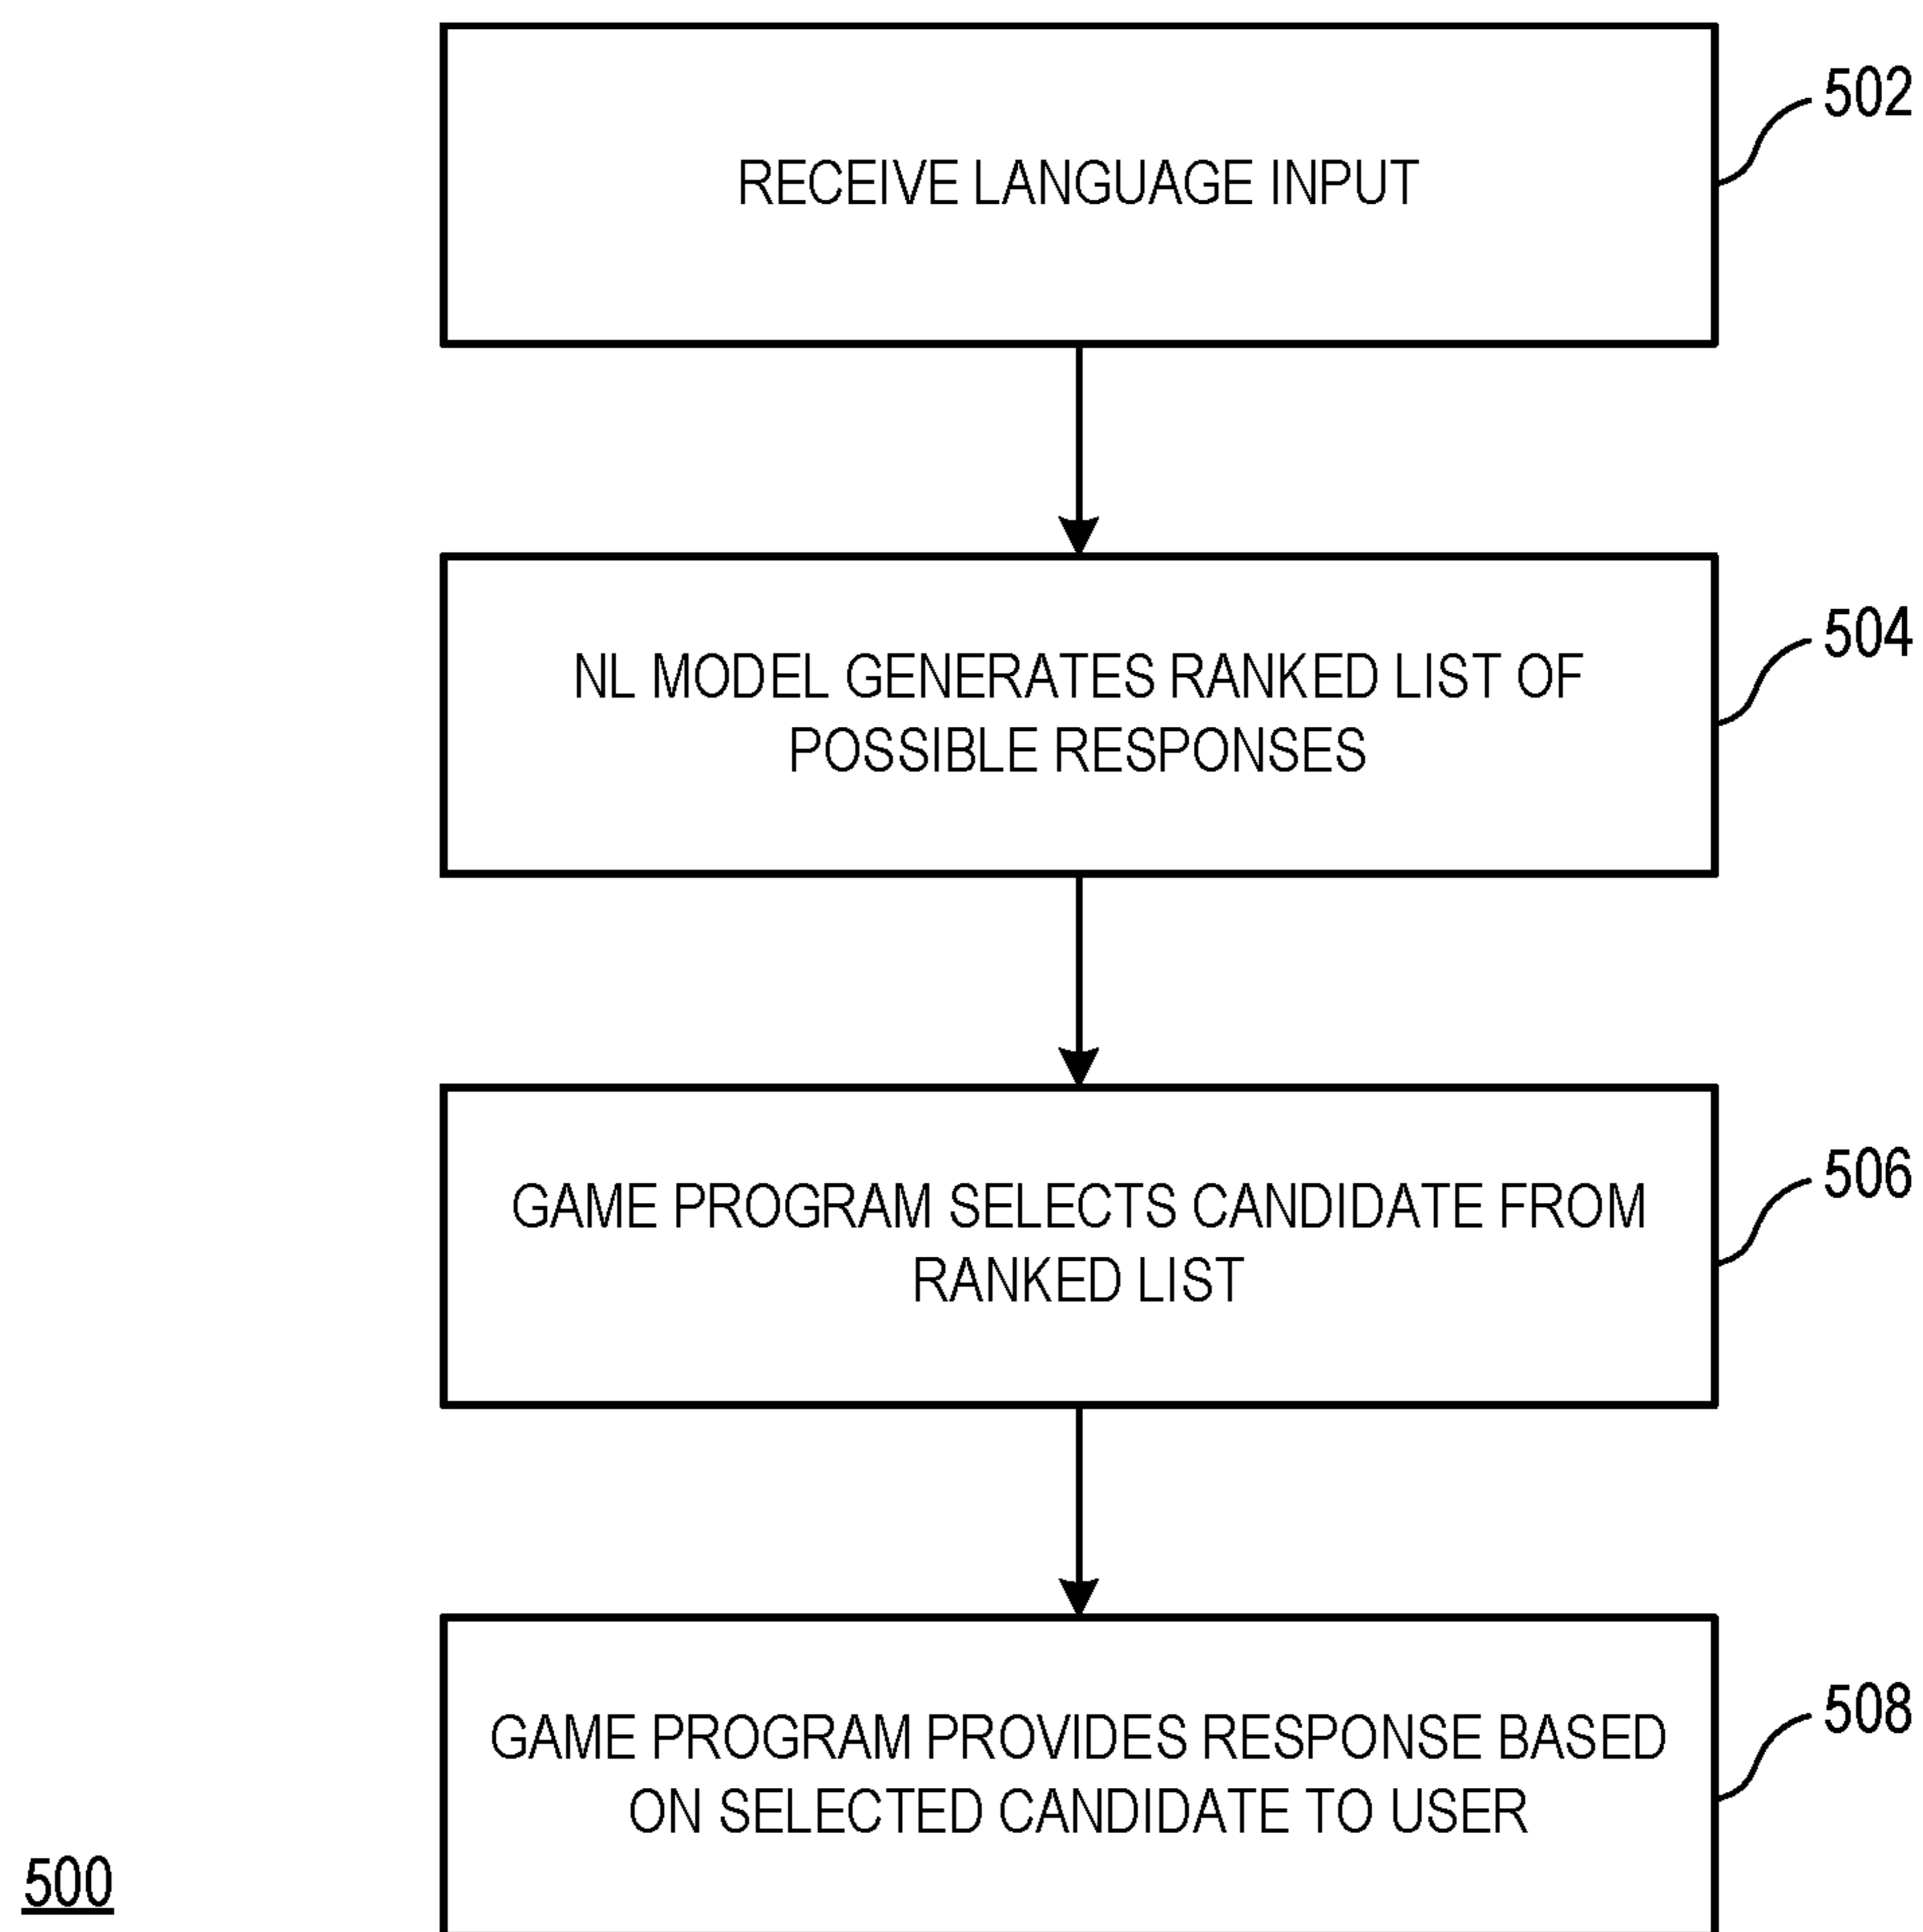 RECEIVE LANGUAGE INPUT
502
NL MODEL GENERATES RANKED LIST OF
POSSIBLE RESPONSES
504
GAME PROGRAM SELECTS CANDIDATE FROM
RANKED LIST
506
GAME PROGRAM PROVIDES RESPONSE BASED
ON SELECTED CANDIDATE TO USER
508
500